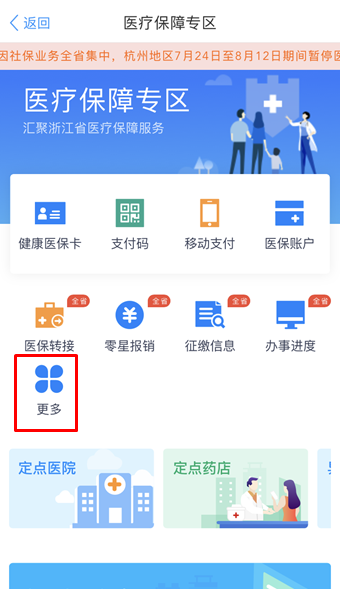 返回
医疗保障专区
因社保业务全省集中，杭州地区7月24日至8月12日期间暂停医
医疗保障专区
汇聚浙江省医疗保障服务
健康医保卡
支付码
移动支付
医保账户
全省
全省
全省
全省
医保转接
零星报销
征缴信息
办事进度
更多
定点医院
定点药店